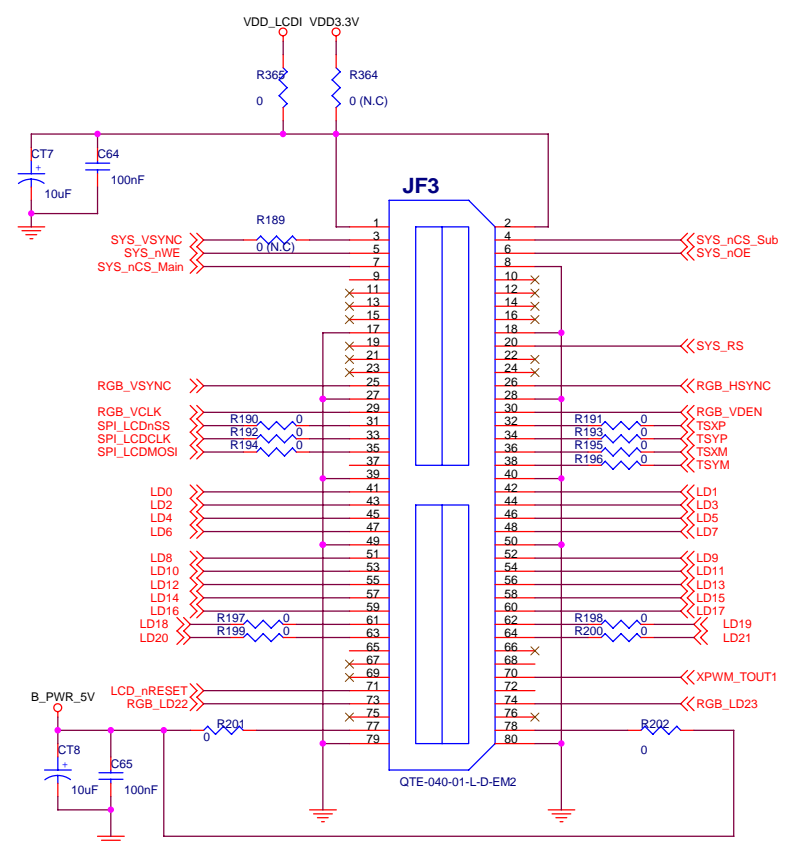 VDD_LCDI VDD3.3V
R365 R364
0 0 (N.C)
CT7 C64
+
10uF 100nF
JF3
R189
1 2
SYS_VSYNC 0 (N.C) 3 4 SYS_nCS_Sub
SYS_nWE 5 6 SYS_nOE
SYS_nCS_Main 7 8
9 10
11 12
13 14
15 16
17 18
19 20 SYS_RS
21 22
23 24
RGB_VSYNC 25 26 RGB_HSYNC
27 28
RGB_VCLK 29 30 RGB_VDEN
SPI_LCDnSS R190 0 31 32 R191 0 TSXP
SPI_LCDCLK R192 0 33 34 R193 0 TSYP
SPI_LCDMOSI R194 0 35 36 R195 0 TSXM
37 38 R196 0 TSYM
39 40
LD0 41 42 LD1
LD2 43 44 LD3
LD4 45 46 LD5
LD6 47 48 LD7
49 50
LD8 51 52 LD9
LD10 53 54 LD11
LD12 55 56 LD13
LD14 57 58 LD15
LD16 59 60 LD17
LD18 R197 0 61 62 R198 0 LD19
LD20 R199 0 63 64 R200 0 LD21
65 66
67 68
69 70 XPWM_TOUT1
LCD_nRESET 71 72
RGB_LD22 73 74 RGB_LD23
B_PWR_5V
75 76
R201 77 78 R202
0 79 80 0
CT8 C65
+
10uF 100nF
QTE-040-01-L-D-EM2